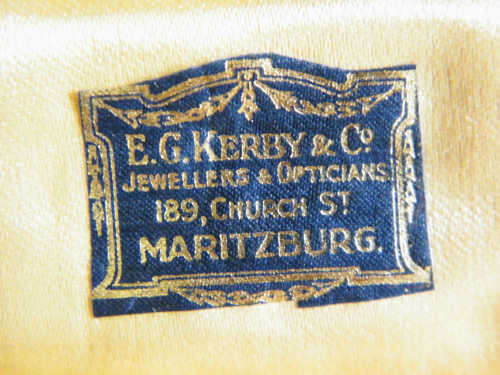 E.G. KERBY & Co
JEWELLERS & OPTICIANS.
189, CHURCH ST
MARITZBURG.